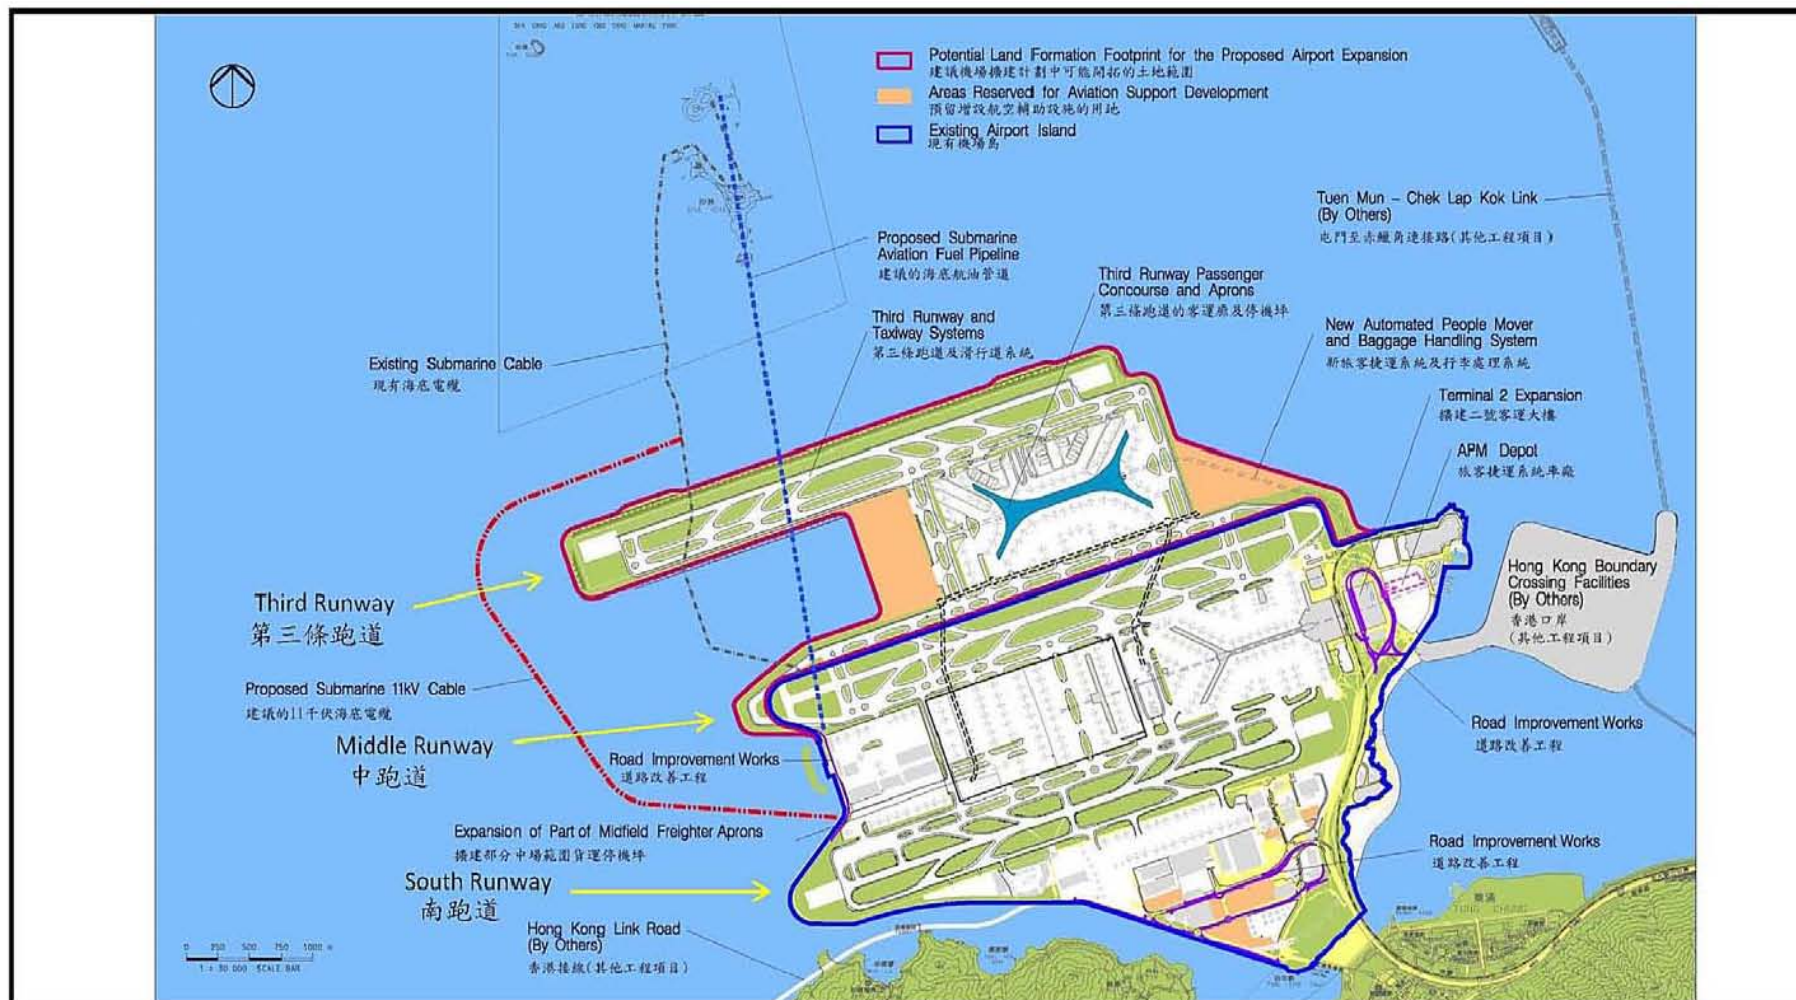 Potential Land Formation Footprint for the Proposed Airport Expansion
建議機場擴建計劃中可能開拓的土地範圍
Areas Reserved for Aviation Support Development
預留增設航空輔助設施的用地
Existing Airport Island
現有機場島
Tuen Mun – Chek Lap Kok Link
(By Others)
屯門至赤鱲角連接路(其他工程項目)
Proposed Submarine
Aviation Fuel Pipeline
建議的海底航油管道
Third Runway Passenger
Concourse and Aprons
第三條跑道的客運廊及停機坪
Third Runway and
Taxiway Systems
第三條跑道及滑行道系統
New Automated People Mover
and Baggage Handling System
新旅客捷運系統及行李處理系統
Existing Submarine Cable
現有海底電纜
Terminal 2 Expansion
擴建二號客運大樓
APM Depot
旅客捷運系統車廠
Hong Kong Boundary
Crossing Facilities
(By Others)
香港口岸
(其他工程項目)
Third Runway
第三條跑道
Proposed Submarine 11kV Cable
建議的11千伏海底電纜
Middle Runway
中跑道
Road Improvement Works
道路改善工程
Road Improvement Works
道路改善工程
Expansion of Part of Midfield Freighter Aprons
擴建部分中場範圍貨運停機坪
Road Improvement Works
道路改善工程
South Runway
南跑道
Hong Kong Link Road
(By Others)
香港接線(其他工程項目)
0 250 500 750 1000 m
1 : 30 000 SCALE BAR
東涌
TUNG CHUNG